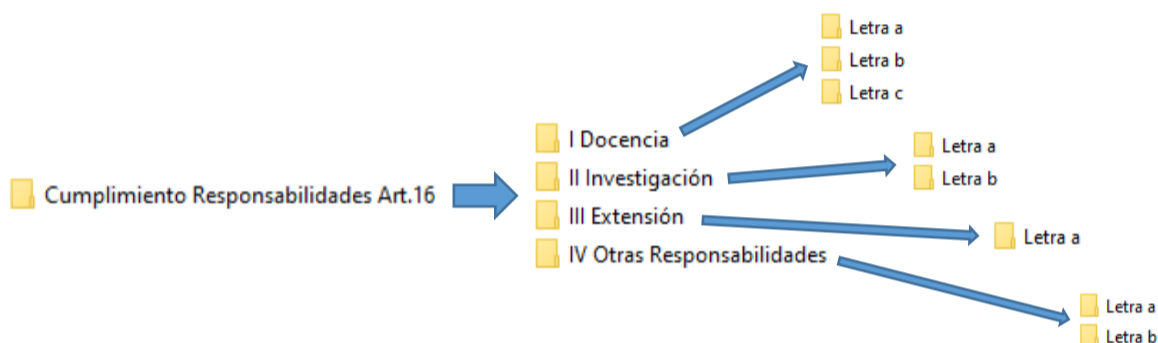 Cumplimiento Responsabilidades Art.16
I Docencia
II Investigación
III Extensión
IV Otras Responsabilidades
Letra a
Letra b
Letra c
Letra a
Letra b
Letra a
Letra a
Letra b